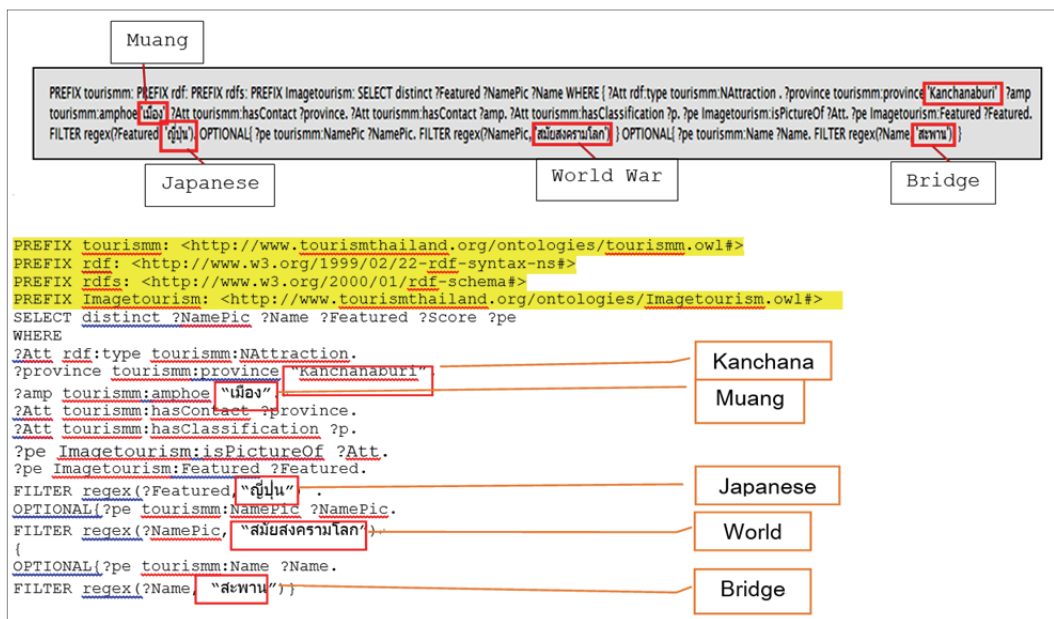 Muang
PREFIX tourismm: PREFIX rdf: PREFIX rdfs: PREFIX Imagetourism: SELECT distinct ?Featured ?NamePic ?Name WHERE { ?Att rdf:type tourismm:NAttraction . ?province tourismm:province 'Kanchanaburi' ?amp
tourismm:amphoe 'เมือง' ?Att tourismm:hasContact ?province. ?Att tourismm:hasContact ?amp. ?Att tourismm:hasClassification ?p. ?pe Imagetourism:isPictureOf ?Att. ?pe Imagetourism:Featured ?Featured.
FILTER regex(?Featured, 'ญี่ปุ่น') OPTIONAL{ ?pe tourismm:NamePic ?NamePic. FILTER regex(?NamePic, 'สมัยสงครามโลก') } OPTIONAL{ ?pe tourismm:Name ?Name. FILTER regex(?Name, 'สะพาน') }
Japanese
World War
Bridge
PREFIX tourismm: <http://www.tourismthailand.org/ontologies/tourismm.owl#>
PREFIX rdf: <http://www.w3.org/1999/02/22-rdf-syntax-ns#>
PREFIX rdfs: <http://www.w3.org/2000/01/rdf-schema#>
PREFIX Imagetourism: <http://www.tourismthailand.org/ontologies/Imagetourism.owl#>
SELECT distinct ?NamePic ?Name ?Featured ?Score ?pe
WHERE
?Att rdf:type tourismm:NAttraction.
?province tourismm:province "Kanchanaburi".
Kanchana
?amp tourismm:amphoe "เมือง".
Muang
?Att tourismm:hasContact ?province.
?Att tourismm:hasClassification ?p.
?pe Imagetourism:isPictureOf ?Att.
?pe Imagetourism:Featured ?Featured.
FILTER regex(?Featured, "ญี่ปุ่น") .
Japanese
OPTIONAL{?pe tourismm:NamePic ?NamePic.
FILTER regex(?NamePic, "สมัยสงครามโลก").
World
{
OPTIONAL{?pe tourismm:Name ?Name.
FILTER regex(?Name, "สะพาน")}
Bridge